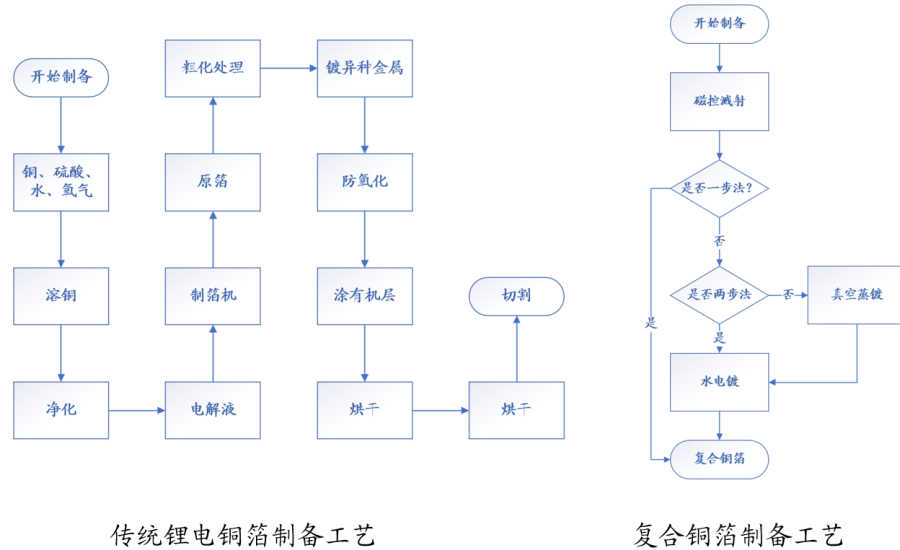 开始制备
铜、硫酸、
水、氧气
溶铜
净化
电解液
制箔机
原箔
粗化处理
镀异种金属
防氧化
涂有机层
烘干
烘干
切割
传统锂电铜箔制备工艺
开始制备
磁控溅射
是否一步法？
否
是否两步法
否
真空蒸镀
是
是
水电镀
复合铜箔
复合铜箔制备工艺